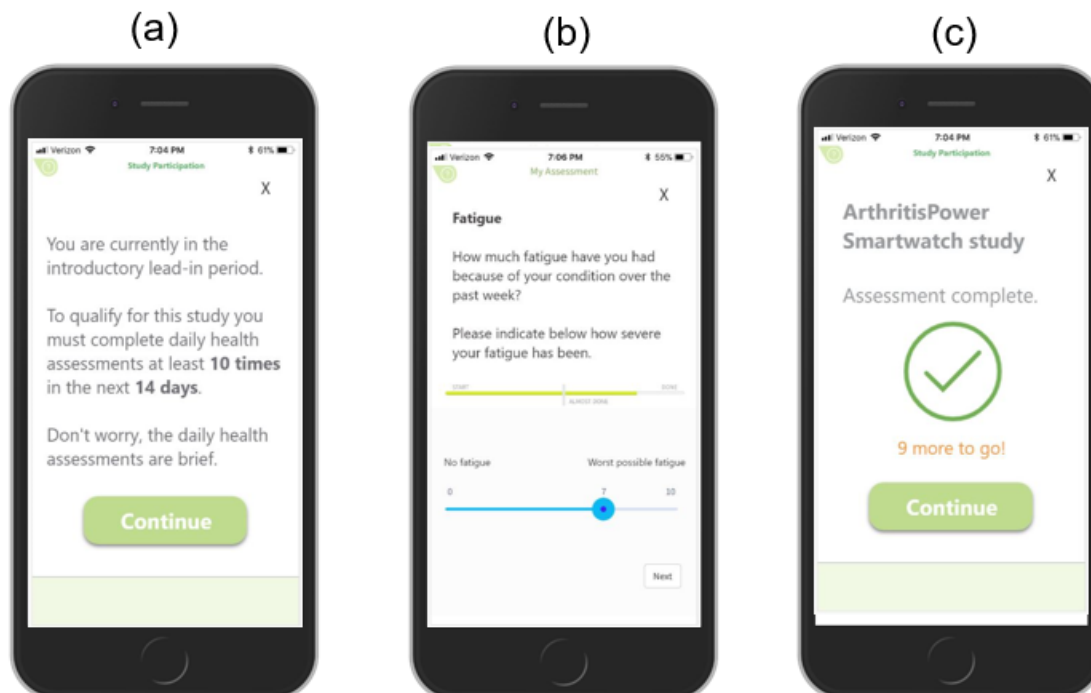 (a)
Verizon 7:04 PM 61%
Study Participation
X
You are currently in the
introductory lead-in period.
To qualify for this study you
must complete daily health
assessments at least 10 times
in the next 14 days.
Don't worry, the daily health
assessments are brief.
Continue
(b)
Verizon 7:06 PM 55%
My Assessment
X
Fatigue
How much fatigue have you had
because of your condition over the
past week?
Please indicate below how severe
your fatigue has been.
START DONE
ALMOST DONE
No fatigue Worst possible fatigue
0 7 10
Next
(c)
Verizon 7:04 PM 61%
Study Participation
X
ArthritisPower
Smartwatch study
Assessment complete.
9 more to go!
Continue